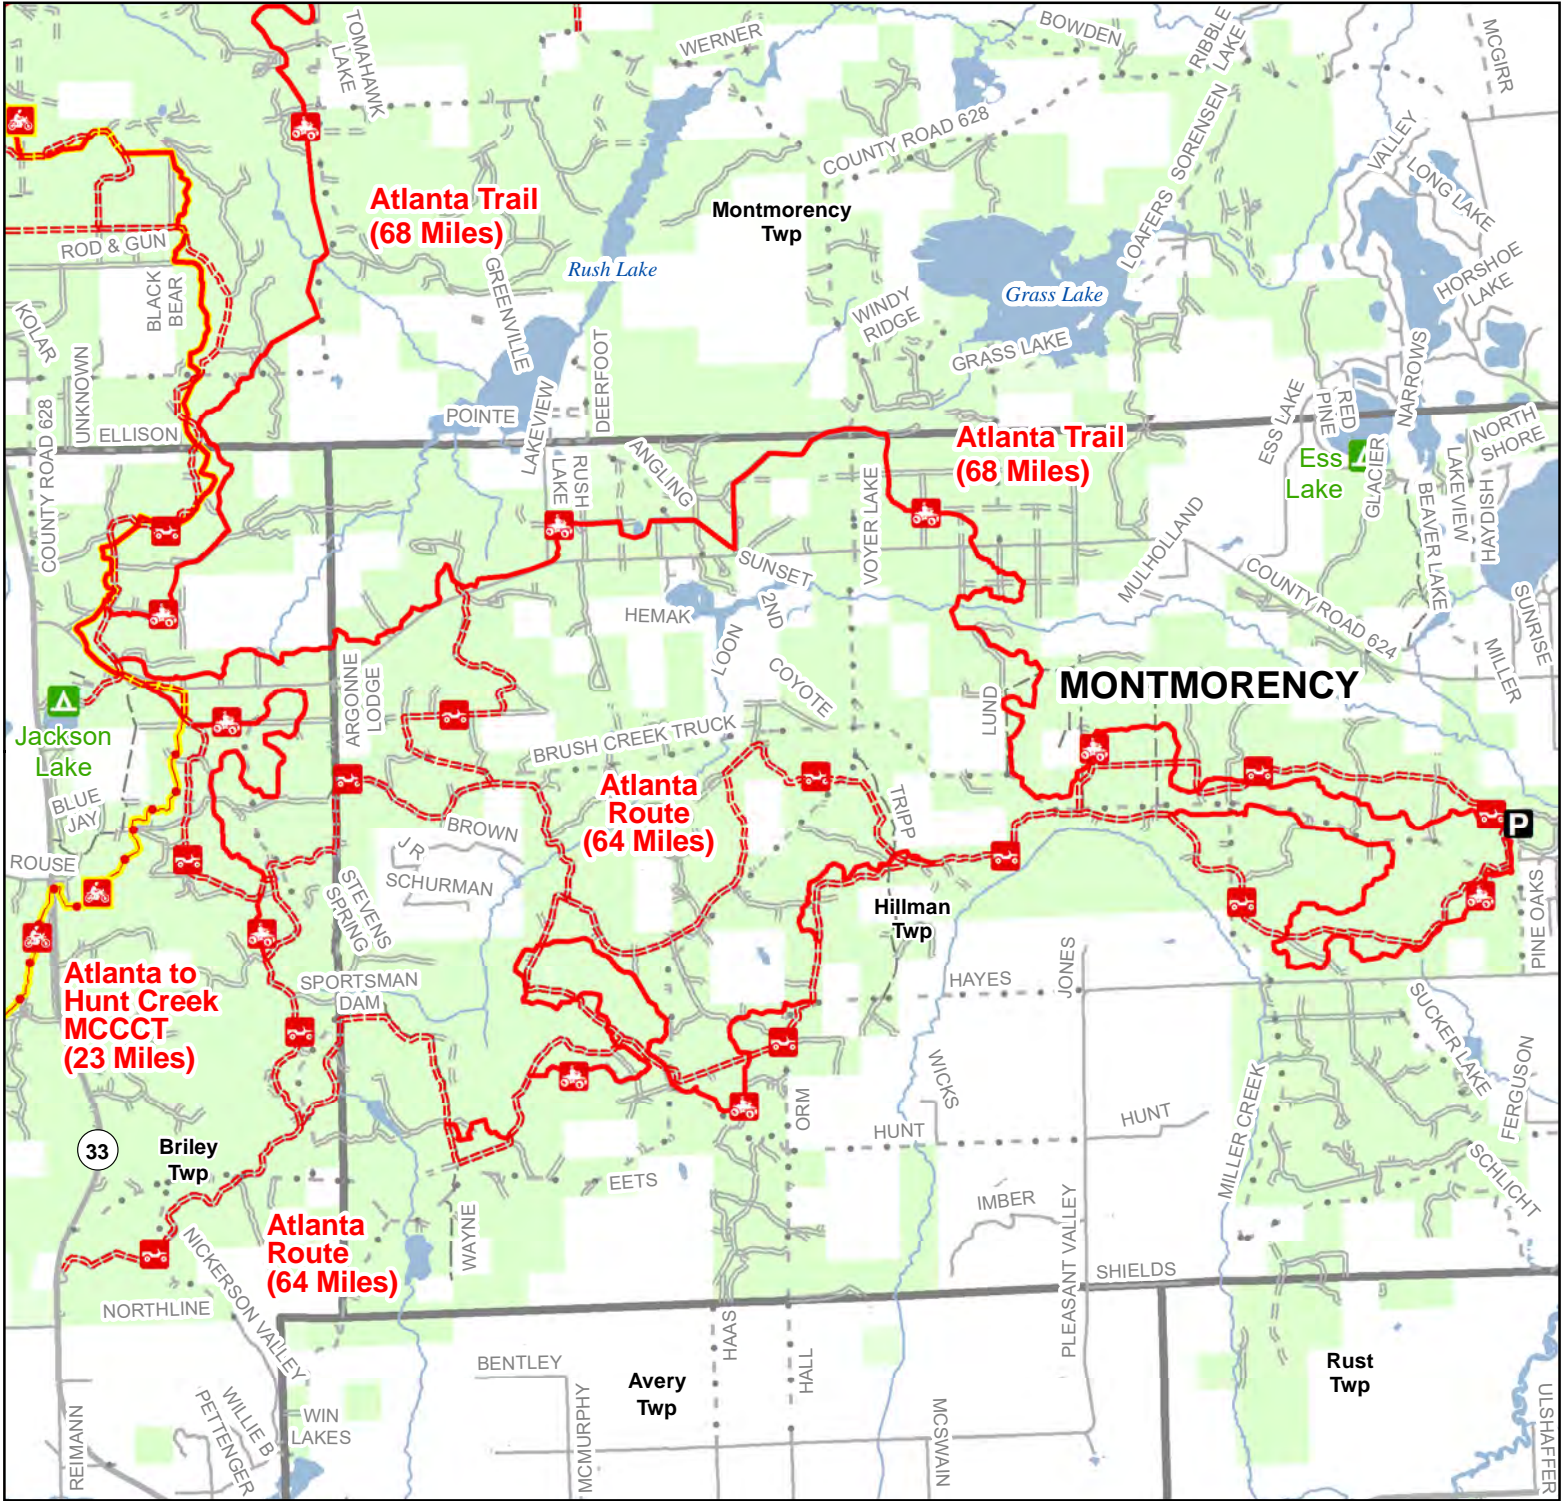 TOMAHAWK
LAKE
WERNER
BOWDEN
RIBBLE
LAKE
MCGIRR
COUNTY ROAD 628
SORENSEN
LOAFERS
VALLEY
LONG LAKE
Atlanta Trail
(68 Miles)
Montmorency
Twp
ROD & GUN
BLACK
BEAR
GREENVILLE
Rush Lake
Grass Lake
HORSHOE
LAKE
KOLAR
UNKNOWN
WINDY
RIDGE
GRASS LAKE
DEERFOOT
NARROWS
ESS LAKE
RED
PINE
COUNTY ROAD 628
ELLISON
POINTE
LAKEVIEW
RUSH
LAKE
ANGLING
VOYER LAKE
Atlanta Trail
(68 Miles)
Ess
Lake
GLACIER
NORTH
SHORE
LAKEVIEW
HAYDISH
BEAVER LAKE
MULHOLLAND
COUNTY ROAD 624
SUNRISE
MILLER
SUNSET
2ND
HEMAK
LOON
COYOTE
ARGONNE
LODGE
LUND
MONTMORENCY
Jackson
Lake
BLUE
JAY
BRUSH CREEK TRUCK
Atlanta
Route
(64 Miles)
TRIPP
P
BROWN
J R
SCHURMAN
ROUSE
STEVENS
SPRING
Hillman
Twp
PINE OAKS
Atlanta to
Hunt Creek
MCCCT
(23 Miles)
SPORTSMAN
DAM
HAYES
JONES
SUCKER LAKE
FERGUSON
WICKS
ORM
HUNT
HUNT
MILLER CREEK
SCHLICHT
33
Briley
Twp
EETS
IMBER
WAYNE
Atlanta
Route
(64 Miles)
NICKERSON VALLEY
PLEASANT VALLEY
SHIELDS
NORTHLINE
HAAS
HALL
BENTLEY
Avery
Twp
Rust
Twp
REIMANN
PETTENGER
WILLIE B
WIN
LAKES
MCMURPHY
MCSWAIN
ULSHAFFER